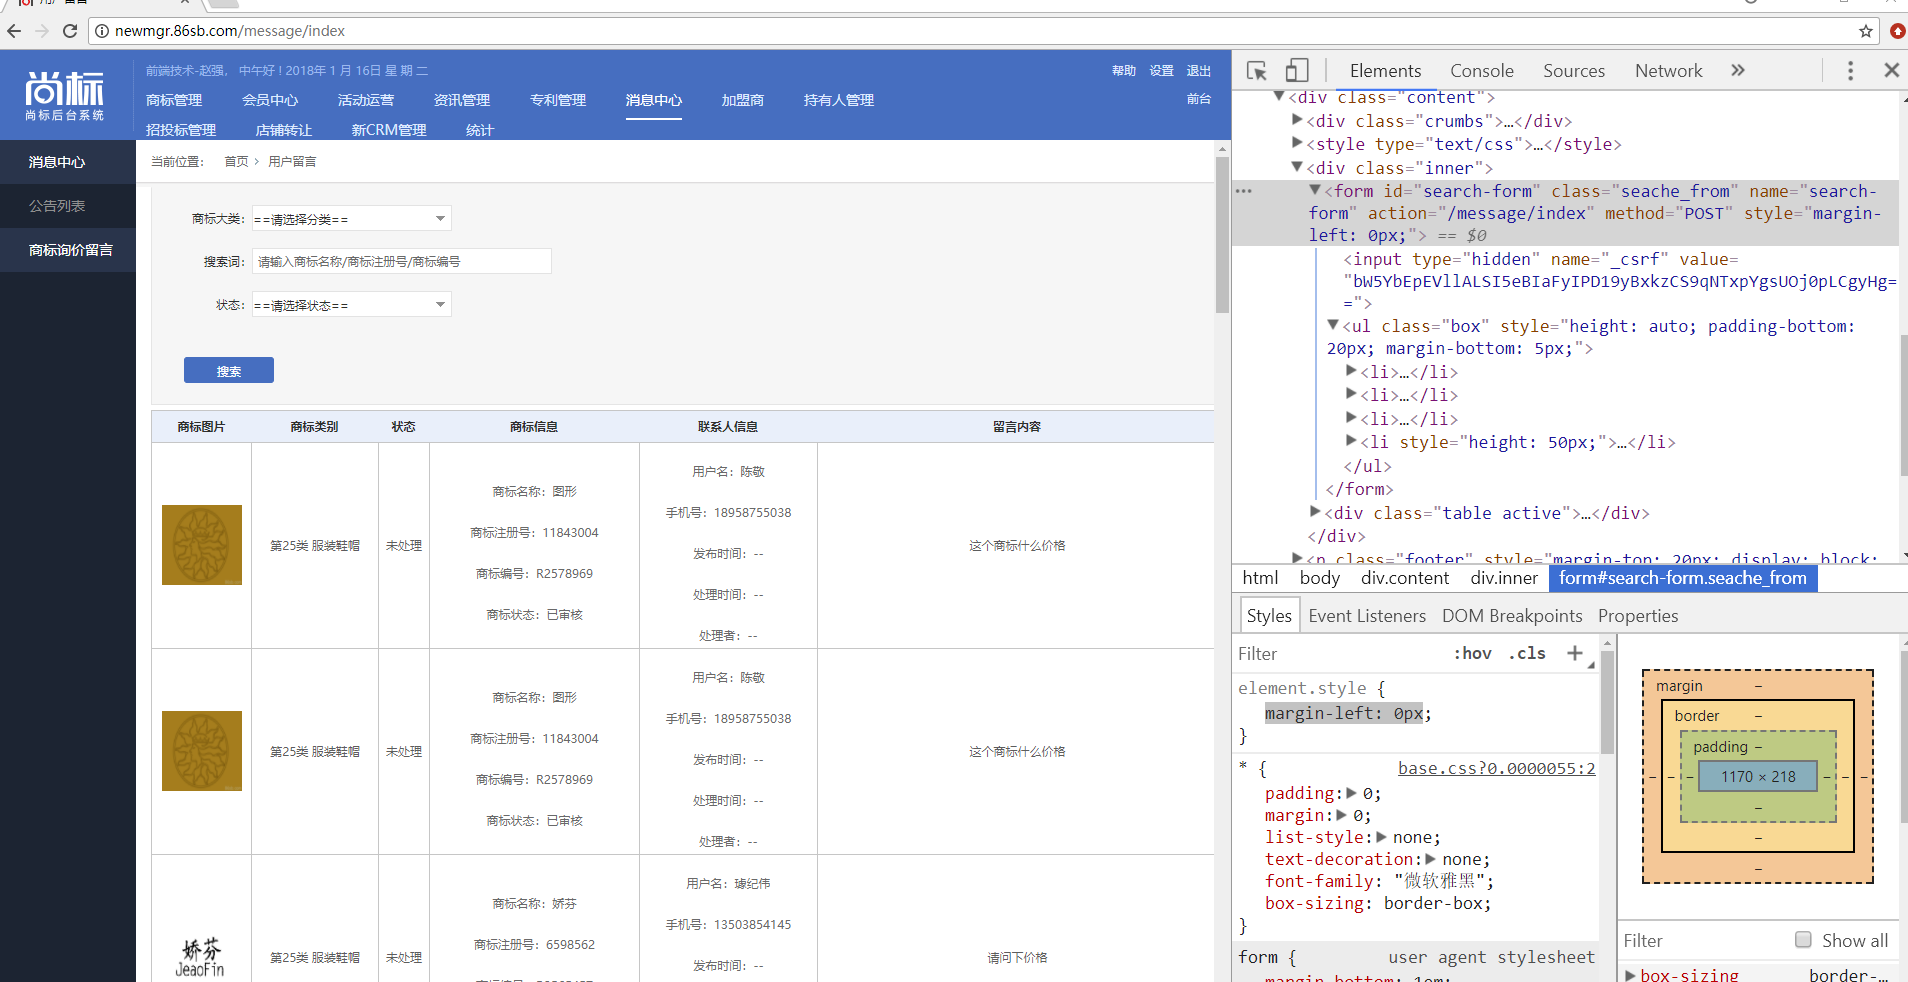 newmgr.86sb.com/message/index
尚标
尚标后台系统
前端技术-赵强， 中午好 ! 2018年 1 月 16日 星 期 二
帮助 设置 退出
商标管理 会员中心 活动运营 资讯管理 专利管理 消息中心 加盟商 持有人管理
前台
招投标管理 店铺转让 新CRM管理 统计
消息中心
公告列表
商标询价留言
当前位置： 首页 > 用户留言
商标大类: ==请选择分类==
搜索词: 请输入商标名称/商标注册号/商标编号
状态: ==请选择状态==
搜索
商标图片 商标类别 状态 商标信息 联系人信息 留言内容
第25类 服装鞋帽
未处理
商标名称：图形
商标注册号：11843004
商标编号：R2578969
商标状态：已审核
用户名：陈敬
手机号：18958755038
发布时间：--
处理时间：--
处理者：--
这个商标什么价格
第25类 服装鞋帽
未处理
商标名称：图形
商标注册号：11843004
商标编号：R2578969
商标状态：已审核
用户名：陈敬
手机号：18958755038
发布时间：--
处理时间：--
处理者：--
这个商标什么价格
娇芬
JeaoFin
第25类 服装鞋帽
未处理
商标名称：娇芬
商标注册号：6598562
用户名：璩纪伟
手机号：13503854145
发布时间：--
请问下价格
Elements Console Sources Network »
▼<div class="content">
▶<div class="crumbs">…</div>
▶<style type="text/css">…</style>
▼<div class="inner">
… ▼<form id="search-form" class="seache_from" name="search-
form" action="/message/index" method="POST" style="margin-
left: 0px;"> == $0
<input type="hidden" name="_csrf" value=
"bW5YbEpEVllALSI5eBIaFyIPD19yBxkzCS9qNTxpYgsUOj0pLCgyHg=
=">
▼<ul class="box" style="height: auto; padding-bottom:
20px; margin-bottom: 5px;">
▶<li>…</li>
▶<li>…</li>
▶<li>…</li>
▶<li style="height: 50px;">…</li>
</ul>
</form>
▶<div class="table active">…</div>
</div>
▶<p class="footer" style="margin-top: 20px; display: block;
html body div.content div.inner form#search-form.seache_from
Styles Event Listeners DOM Breakpoints Properties
Filter :hov .cls +
element.style {
margin-left: 0px;
}
* { base.css?0.0000055:2
padding:▶ 0;
margin:▶ 0;
list-style:▶ none;
text-decoration:▶ none;
font-family: "微软雅黑";
box-sizing: border-box;
}
form { user agent stylesheet
margin-bottom: 1em;
margin –
border –
padding –
1170 × 218
Filter Show all
▶box-sizing border-…